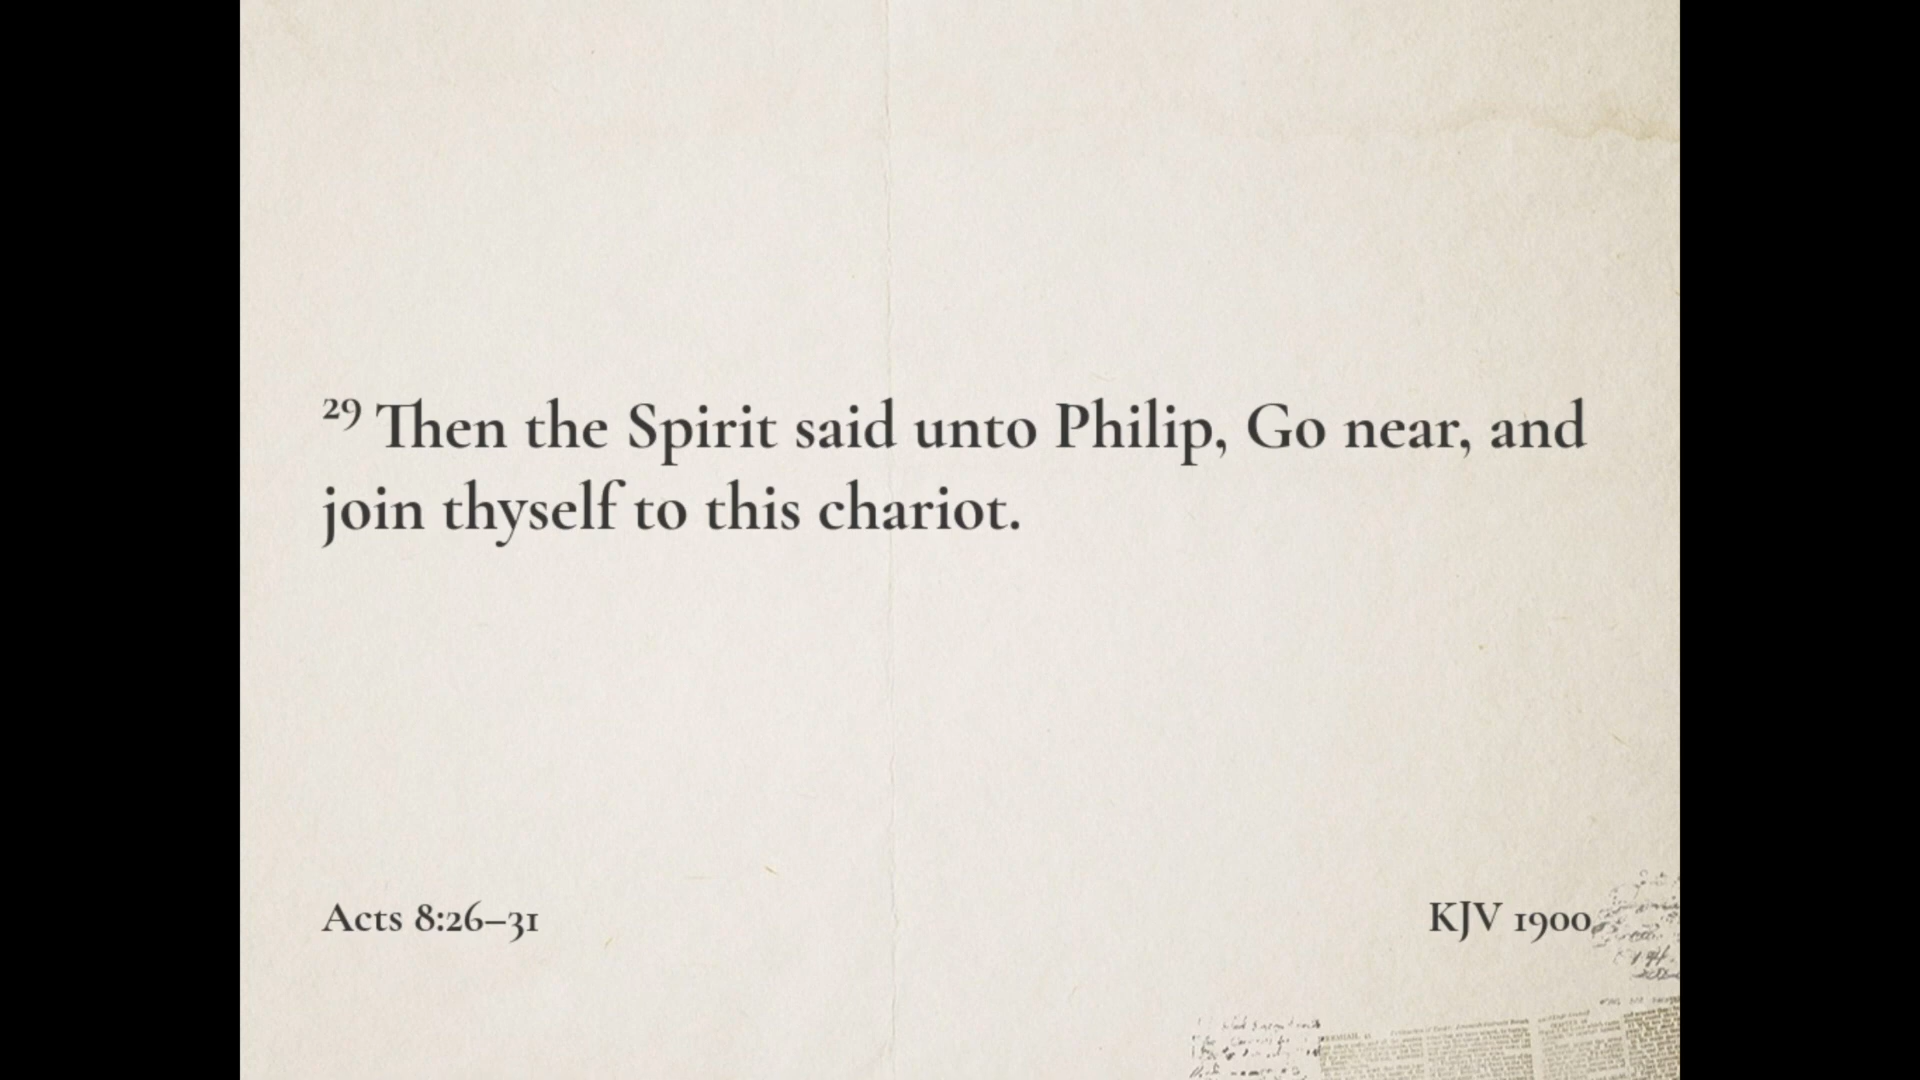 29 Then the Spirit said unto Philip, Go near, and
join thyself to this chariot.
Acts 8:26–31
KJV 1900